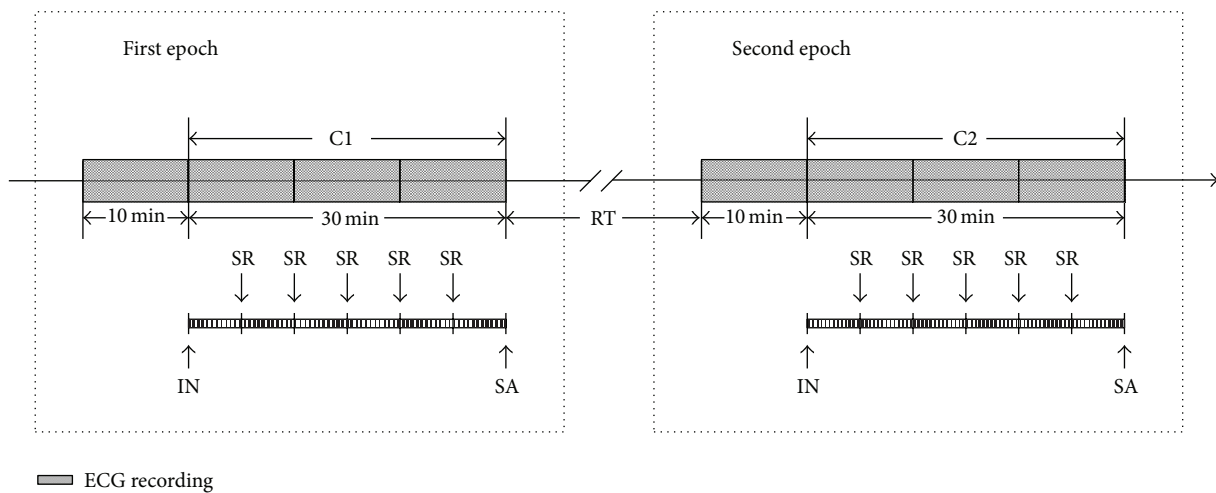 First epoch
Second epoch
C1
C2
10 min
30 min
RT
10 min
30 min
SR SR SR SR SR
SR SR SR SR SR
IN
SA
IN
SA
ECG recording